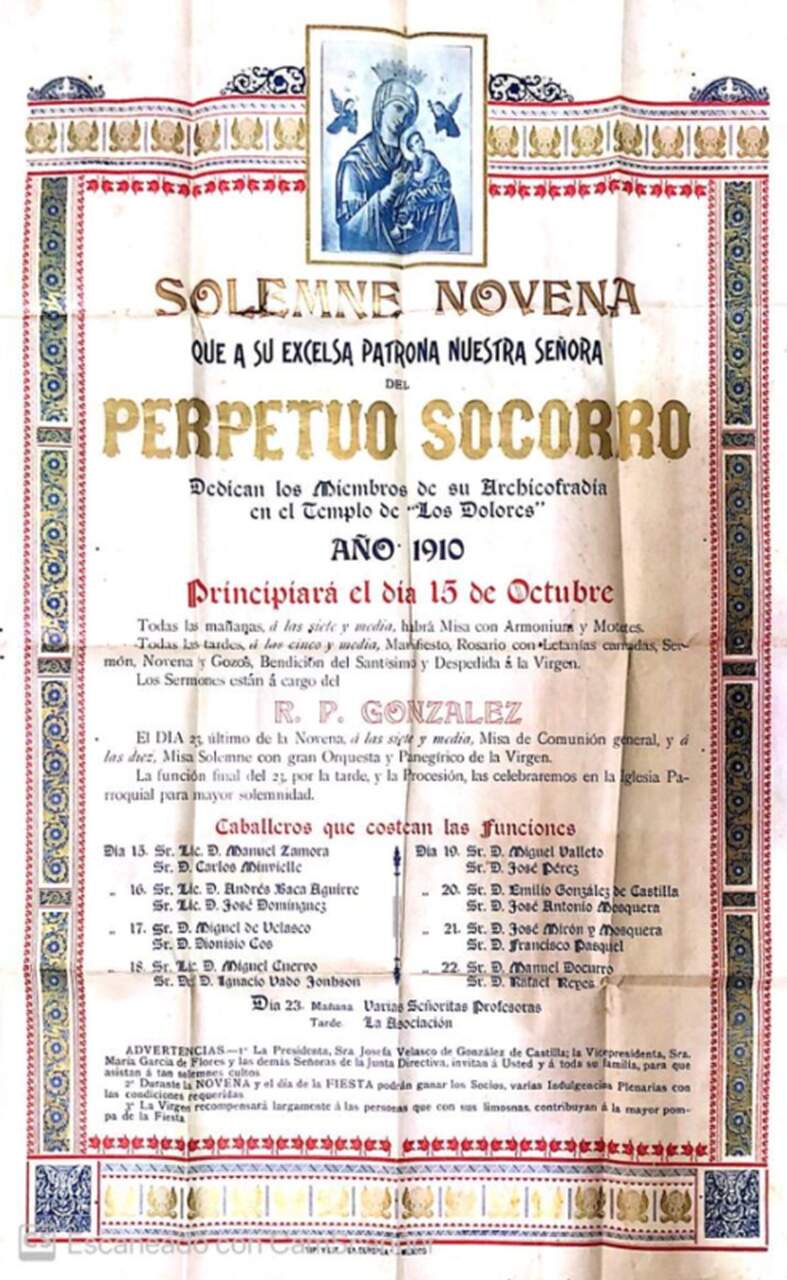 SOLEMNE NOVENA
QUE A SU EXCELSA PATRONA NUESTRA SEÑORA
DEL
PERPETUO SOCORRO
Dedican los Miembros de su Archicofradía
en el Templo de "Los Dolores"
AÑO 1910
Principiará el día 15 de Octubre
Todas las mañanas, á las siete y media, habrá Misa con Armonium y Motetes.
Todas las tardes, á las cinco y media, Manifiesto, Rosario con Letanías cantadas, Ser-
món, Novena y Gozos, Bendición del Santísimo y Despedida á la Virgen.
Los Sermones están á cargo del
R. P. GONZALEZ
El DIA 23, último de la Novena, á las siete y media, Misa de Comunión general, y á
las diez, Misa Solemne con gran Orquesta y Panegírico de la Virgen.
La función final del 23, por la tarde, y la Procesión, las celebraremos en la Iglesia Pa-
rroquial para mayor solemnidad.
Caballeros que costean las Funciones
Día 15. Sr. Lic. D. Manuel Zamora
Sr. D. Carlos Minvielle
„ 16. Sr. Lic. D. Andrés Baca Aguirre
Sr. Lic. D. José Domínguez
„ 17. Sr. D. Miguel de Velasco
Sr. D. Dionisio Cos
„ 18. Sr. Lic. D. Miguel Cuervo
Sr. Dr. D. Ignacio Vado
Día 19. Sr. D. Miguel Valleto
Sr. D. José Pérez
„ 20. Sr. D. Emilio González de Castilla
Sr. D. José Antonio Mosquera
„ 21. Sr. D. José Mirón y Mosquera
Sr. D. Francisco Pasquel
„ 22. Sr. D. Manuel
Sr. D. Rafael Reyes
Día 23. Mañana Varias Señoritas Profesoras
Tarde La Asociación
ADVERTENCIAS.—1ª La Presidenta, Sra Josefa Velasco de González de Castilla; la Vicepresidenta, Sra.
María García de Flores y las demás Señoras de la Junta Directiva, invitan á Usted y á toda su familia, para que
asistan á tan solemnes cultos
2ª Durante la NOVENA y el día de la FIESTA podrán ganar los Socios, varias Indulgencias Plenarias con
las condiciones requeridas
3ª La Virgen recompensará largamente á las personas que con sus limosnas, contribuyan á la mayor pom-
pa de la Fiesta
CS Escaneado con CamScanner